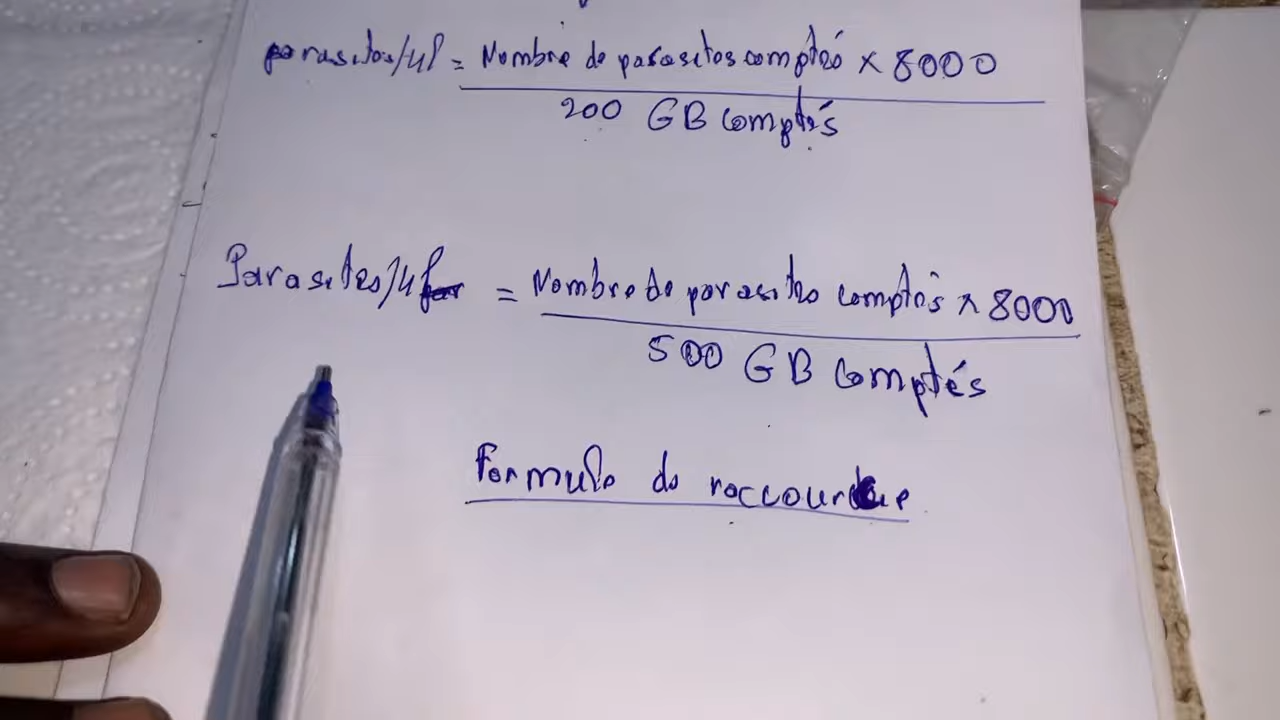 parasites/µl = Nombre de parasites comptés × 8000
200 GB comptés
Parasites/µl = Nombre de parasites comptés × 8000
500 GB comptés
Formule de raccource